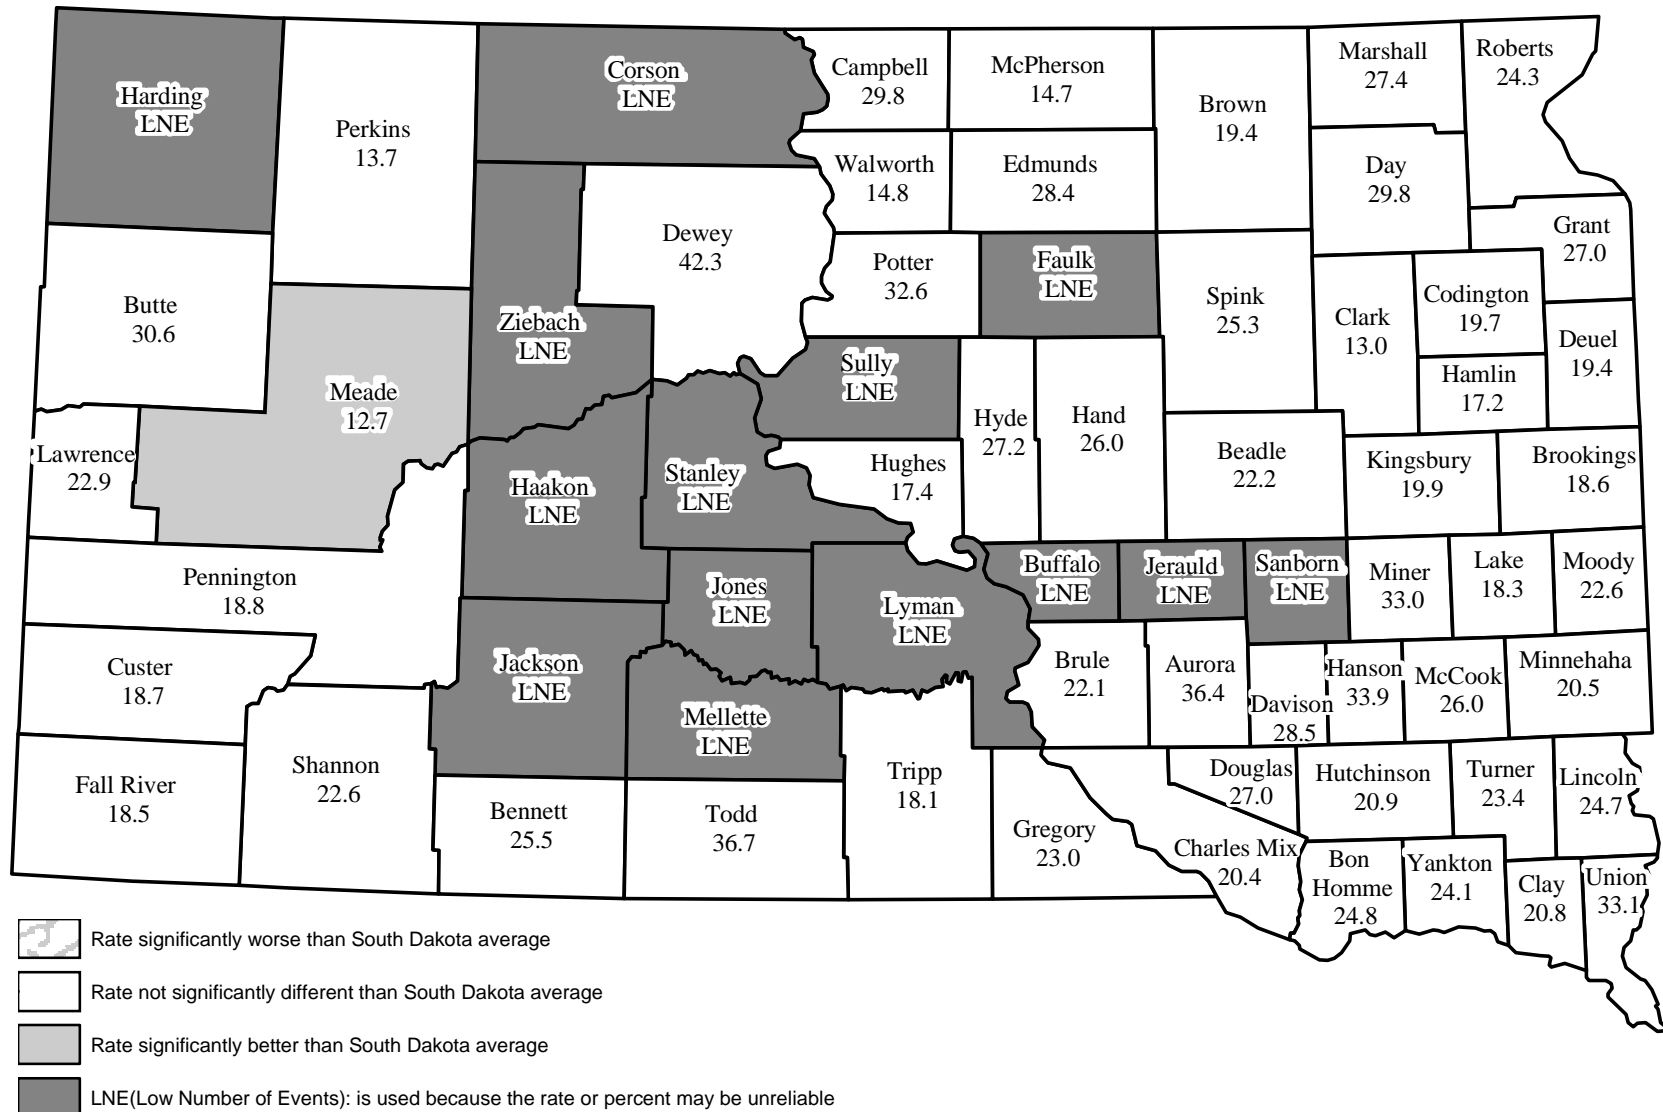 Harding
LNE
Perkins
13.7
Corson
LNE
Campbell
29.8
McPherson
14.7
Brown
19.4
Marshall
27.4
Roberts
24.3
Walworth
14.8
Edmunds
28.4
Day
29.8
Dewey
42.3
Potter
32.6
Faulk
LNE
Grant
27.0
Butte
30.6
Ziebach
LNE
Spink
25.3
Clark
13.0
Codington
19.7
Deuel
19.4
Meade
12.7
Sully
LNE
Hamlin
17.2
Hyde
27.2
Hand
26.0
Lawrence
22.9
Haakon
LNE
Stanley
LNE
Hughes
17.4
Beadle
22.2
Kingsbury
19.9
Brookings
18.6
Pennington
18.8
Jones
LNE
Lyman
LNE
Buffalo
LNE
Jerauld
LNE
Sanborn
LNE
Miner
33.0
Lake
18.3
Moody
22.6
Custer
18.7
Jackson
LNE
Mellette
LNE
Brule
22.1
Aurora
36.4
Davison
28.5
Hanson
33.9
McCook
26.0
Minnehaha
20.5
Fall River
18.5
Shannon
22.6
Bennett
25.5
Todd
36.7
Tripp
18.1
Gregory
23.0
Douglas
27.0
Hutchinson
20.9
Turner
23.4
Lincoln
24.7
Charles Mix
20.4
Bon
Homme
24.8
Yankton
24.1
Clay
20.8
Union
33.1
Rate significantly worse than South Dakota average
Rate not significantly different than South Dakota average
Rate significantly better than South Dakota average
LNE(Low Number of Events): is used because the rate or percent may be unreliable